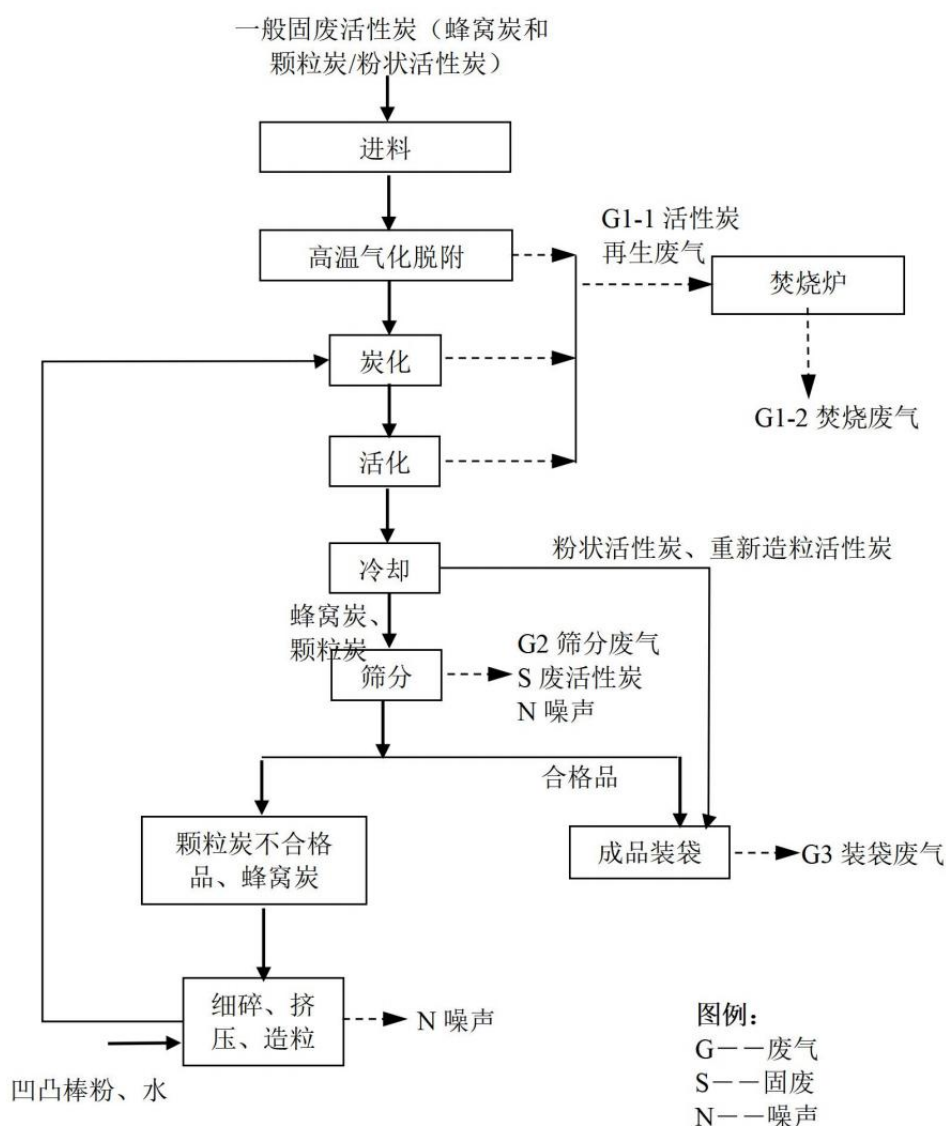 一般固废活性炭（蜂窝炭和
颗粒炭/粉状活性炭）
进料
G1-1 活性炭
再生废气
高温气化脱附
焚烧炉
炭化
G1-2 焚烧废气
活化
粉状活性炭、重新造粒活性炭
冷却
蜂窝炭、
颗粒炭
G2 筛分废气
筛分
S 废活性炭
N 噪声
合格品
颗粒炭不合格
品、蜂窝炭
成品装袋
G3 装袋废气
细碎、挤
压、造粒
N 噪声
凹凸棒粉、水
图例：
G——废气
S——固废
N——噪声